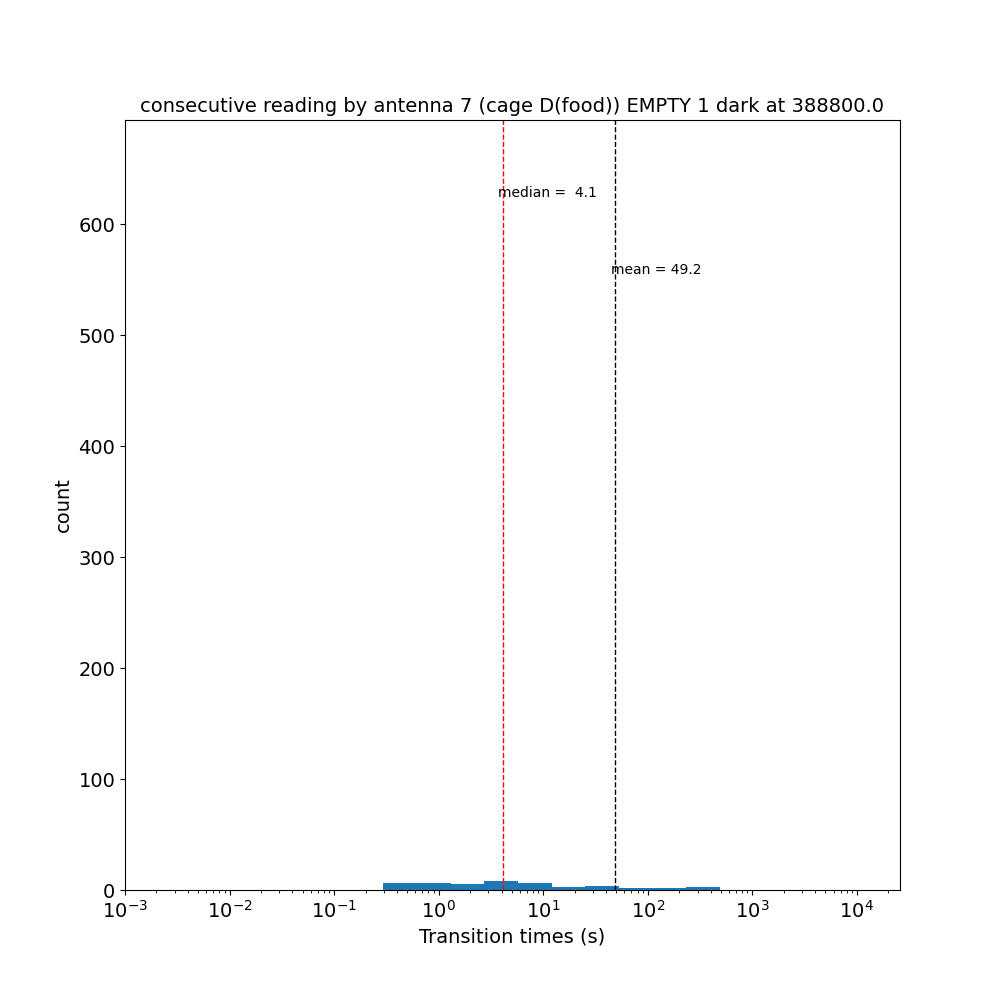 consecutive reading by antenna 7 (cage D(food)) EMPTY 1 dark at 388800.0
median =  4.1
mean = 49.2
600
500
400
300
200
100
0
count
10⁻³ 10⁻² 10⁻¹ 10⁰ 10¹ 10² 10³ 10⁴
Transition times (s)